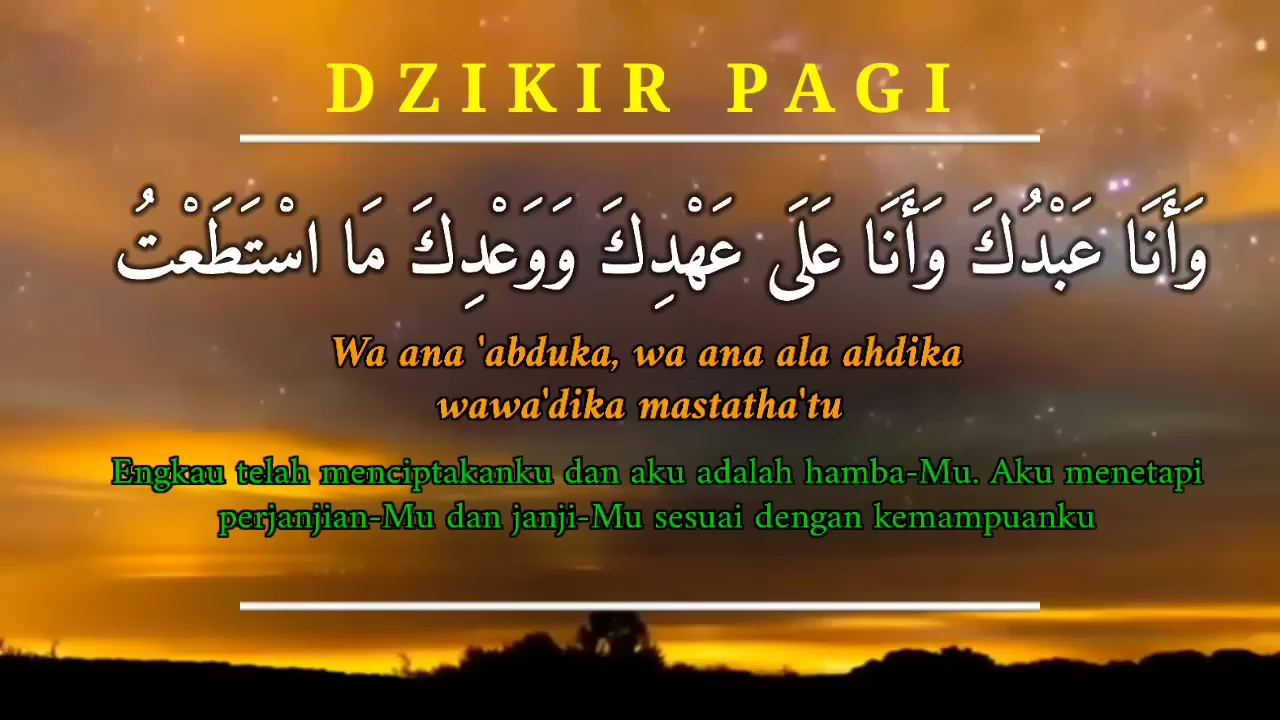 DZIKIR PAGI
وَأَنَا عَبْدُكَ وَأَنَا عَلَى عَهْدِكَ وَوَعْدِكَ مَا اسْتَطَعْتُ
Wa ana 'abduka, wa ana ala ahdika
wawa'dika mastatha'tu
Engkau telah menciptakanku dan aku adalah hamba-Mu. Aku menetapi
perjanjian-Mu dan janji-Mu sesuai dengan kemampuanku